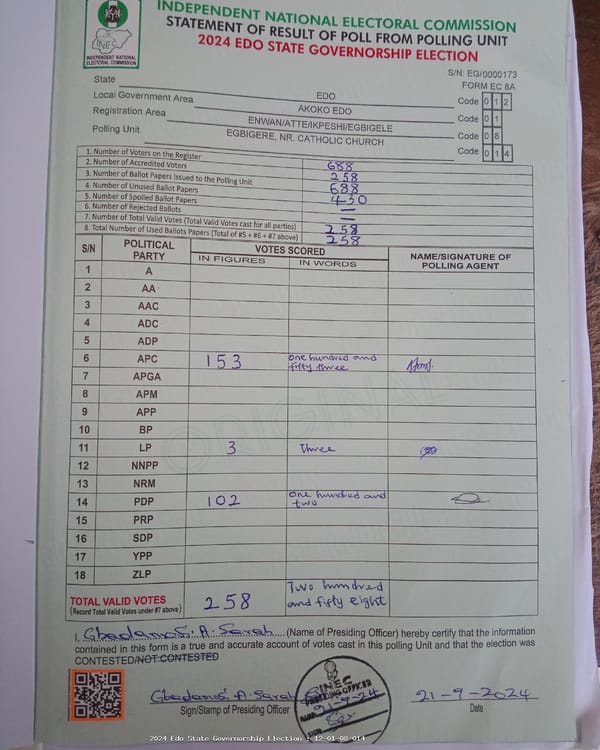 INDEPENDENT NATIONAL ELECTORAL COMMISSION
STATEMENT OF RESULT OF POLL FROM POLLING UNIT
2024 EDO STATE GOVERNORSHIP ELECTION
INEC
INDEPENDENT NATIONAL
ELECTORAL COMMISSION
S/N: EG/0000173
FORM EC 8A
State EDO Code 0 1 2
Local Government Area AKOKO EDO Code 0 1
Registration Area ENWAN/ATTE/IKPESHI/EGBIGELE Code 0 8
Polling Unit EGBIGERE, NR. CATHOLIC CHURCH Code 0 1 4
1. Number of Voters on the Register 688
2. Number of Accredited Voters 258
3. Number of Ballot Papers Issued to the Polling Unit 688
4. Number of Unused Ballot Papers 430
5. Number of Spoiled Ballot Papers —
6. Number of Rejected Ballots —
7. Number of Total Valid Votes (Total Valid Votes cast for all parties) 258
8. Total Number of Used Ballots Papers (Total of #5 + #6 + #7 above) 258
S/N POLITICAL PARTY VOTES SCORED NAME/SIGNATURE OF POLLING AGENT
IN FIGURES IN WORDS
1 A
2 AA
3 AAC
4 ADC
5 ADP
6 APC 153 one hundred and fifty three
7 APGA
8 APM
9 APP
10 BP
11 LP 3 Three
12 NNPP
13 NRM
14 PDP 102 one hundred and two
15 PRP
16 SDP
17 YPP
18 ZLP
ORIGINAL
TOTAL VALID VOTES 258 Two hundred and fifty eight
(Record Total Valid Votes under #7 above)
I, Gbadamosi A. Sarah (Name of Presiding Officer) hereby certify that the information
contained in this form is a true and accurate account of votes cast in this polling Unit and that the election was
CONTESTED/NOT CONTESTED
Gbadamosi A. Sarah
Sign/Stamp of Presiding Officer
INEC
PRESIDING OFFICER
21-9-24
21-9-2024
Date
2024 Edo State Governorship Election : 12-01-08-014